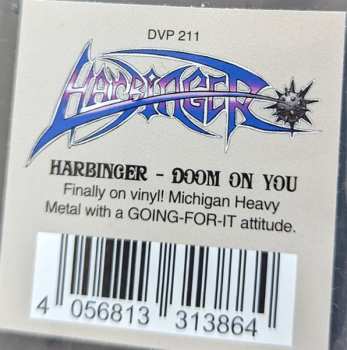 DVP 211
HARBINGER
HARBINGER - DOOM ON YOU
Finally on vinyl! Michigan Heavy
Metal with a GOING-FOR-IT attitude.
4 056813 313864